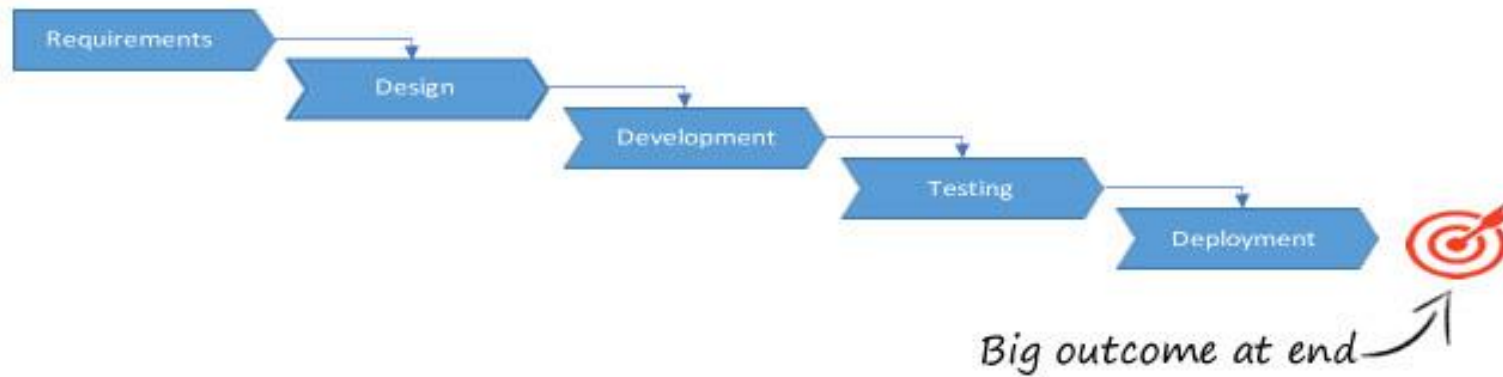 Requirements
Design
Development
Testing
Deployment
Big outcome at end